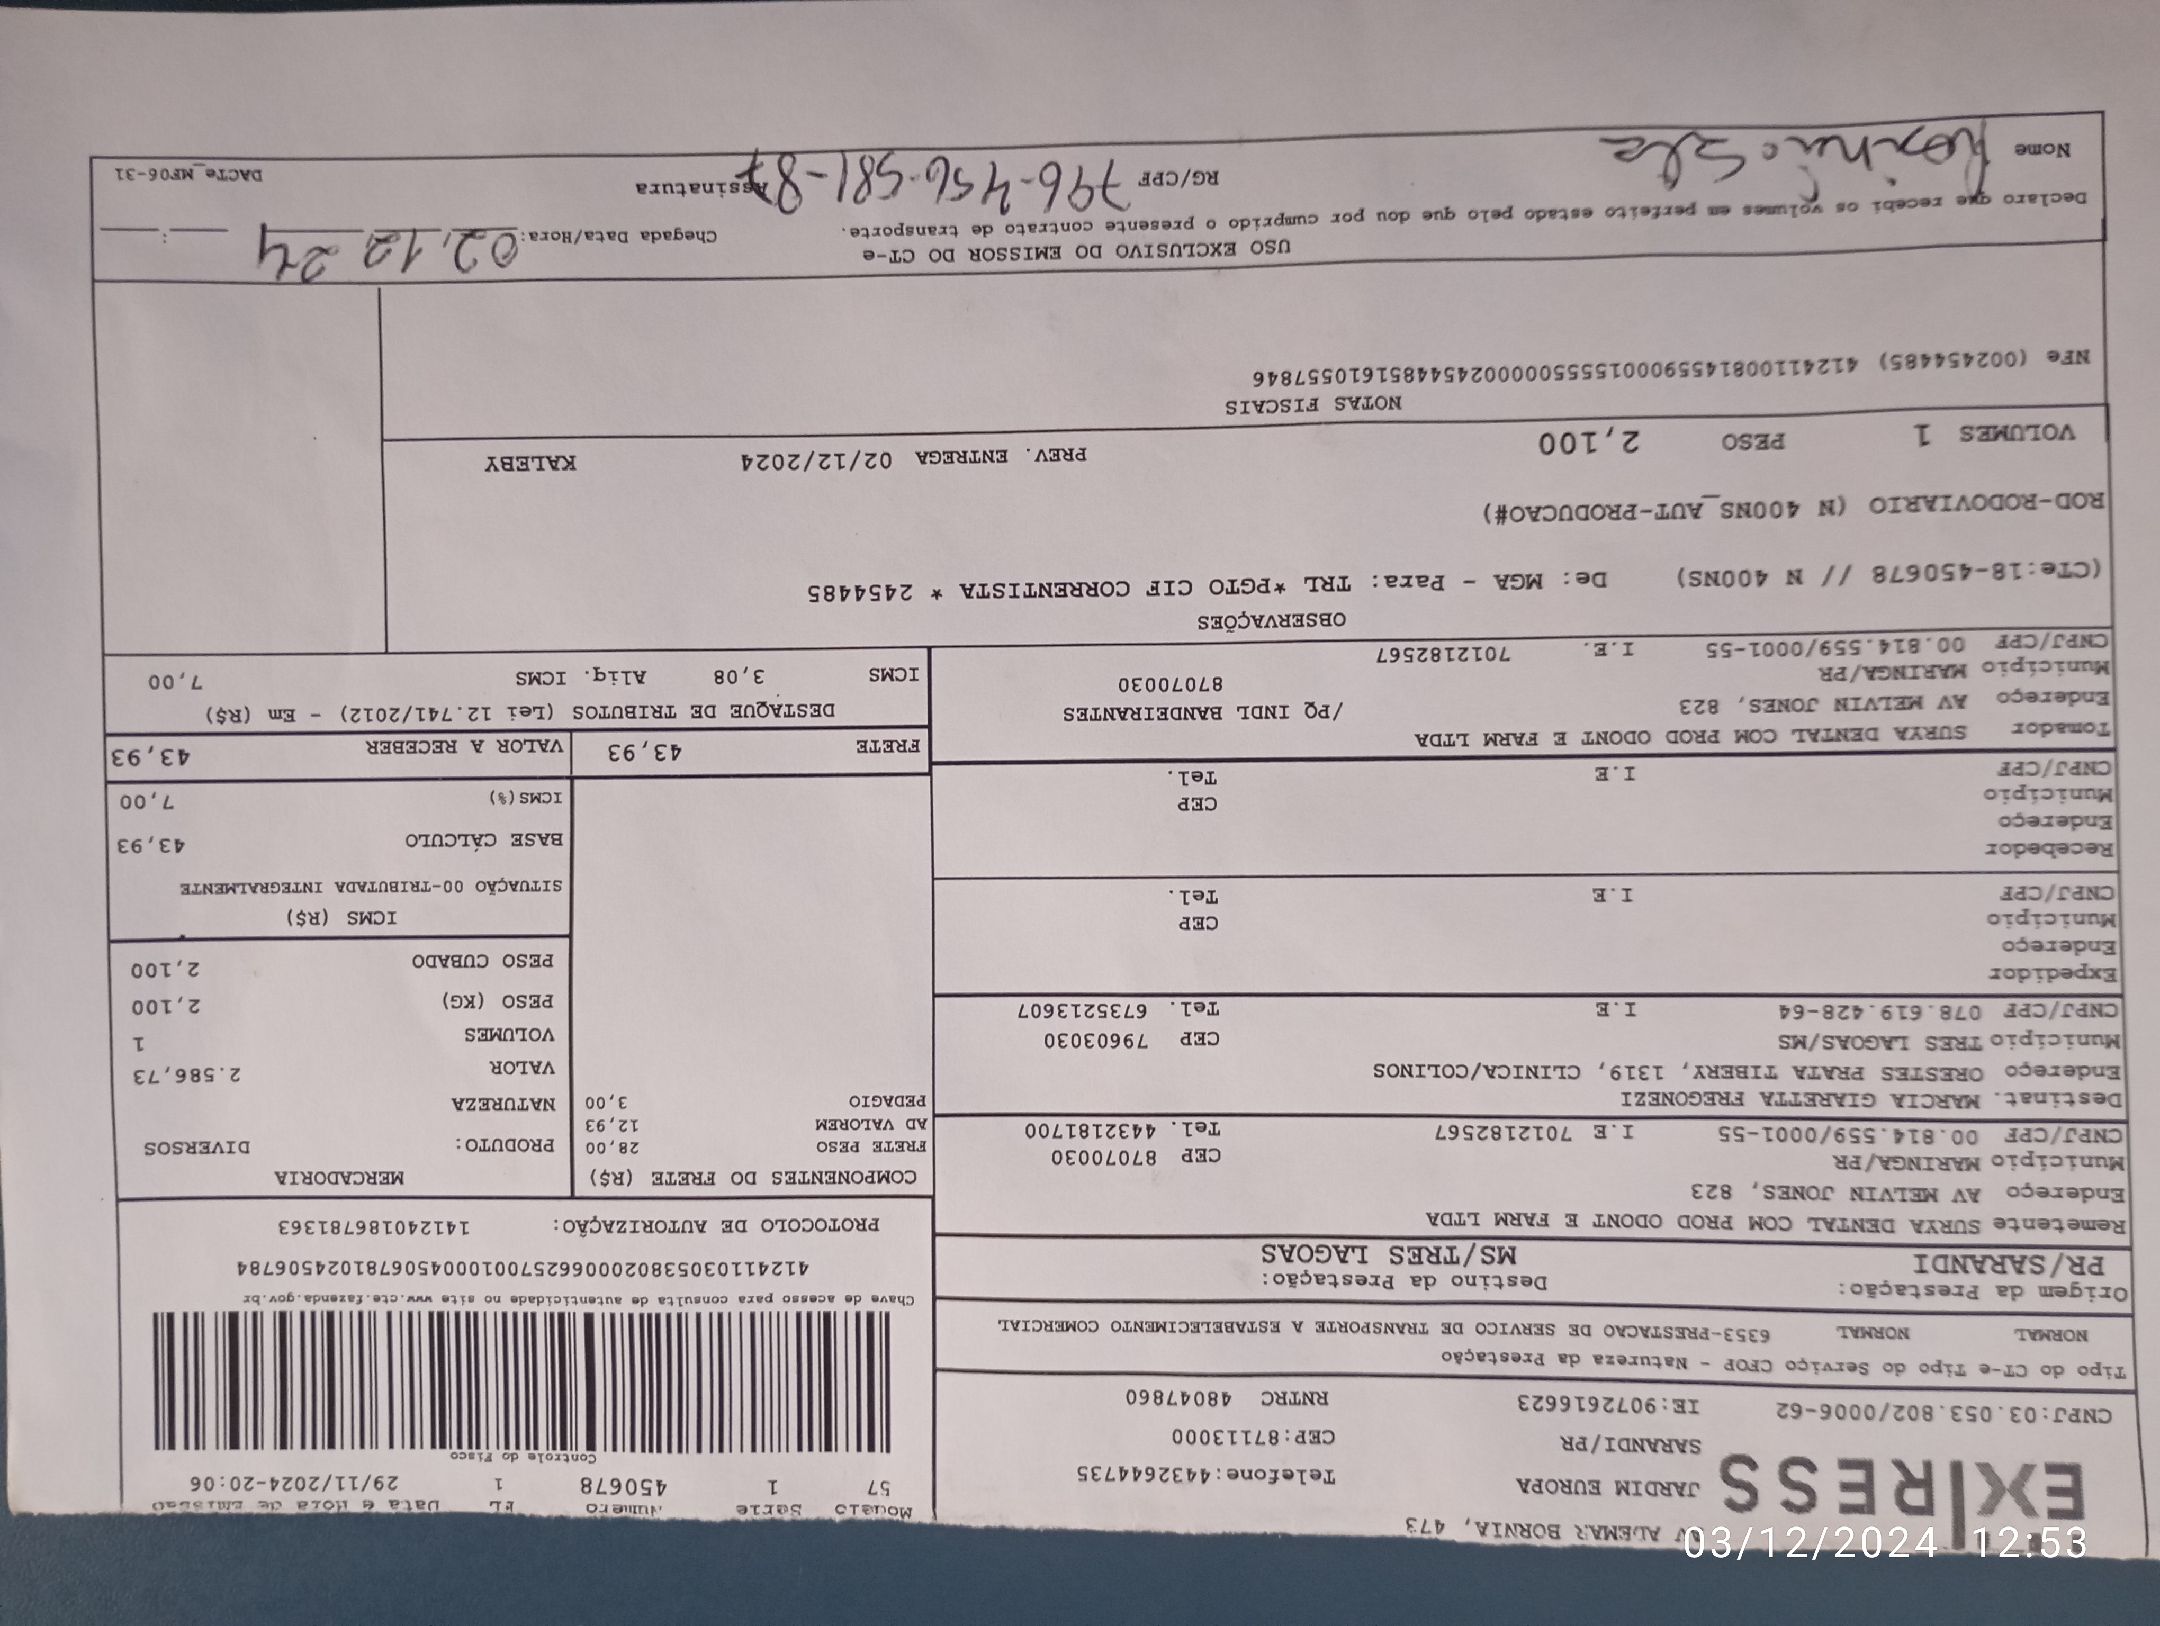 AV ALEMAR BORNIA, 473
EXPRESS
JARDIM EUROPA Telefone:4432644735
SARANDI/PR CEP:87113000
CNPJ:03.053.802/0006-62 IE:9072616623 RNTRC 48047860
Modelo Serie Numero FL Data e Hora de Emissão
57 1 450678 1 29/11/2024-20:06
Controle do Fisco
Chave de acesso para consulta de autenticidade no site www.cte.fazenda.gov.br
41241103053802000662570010004506781024506784
PROTOCOLO DE AUTORIZAÇÃO: 141240186781363
Tipo do CT-e Tipo do Serviço CFOP - Natureza da Prestação
NORMAL NORMAL 6353-PRESTACAO DE SERVICO DE TRANSPORTE A ESTABELECIMENTO COMERCIAL
Origem da Prestação: Destino da Prestação:
PR/SARANDI MS/TRES LAGOAS
Remetente SURYA DENTAL COM PROD ODONT E FARM LTDA
Endereço AV MELVIN JONES, 823
Município MARINGA/PR CEP 87070030
CNPJ/CPF 00.814.559/0001-55 I.E 7012182567 Tel. 4432181700
Destinat. MARCIA GIARETTA FREGONEZI
Endereço ORESTES PRATA TIBERY, 1319, CLINICA/COLINOS
Município TRES LAGOAS/MS CEP 79603030
CNPJ/CPF 078.619.428-64 I.E Tel. 6735213607
Expedidor
Endereço
Município CEP
CNPJ/CPF I.E Tel.
Recebedor
Endereço
Município CEP
CNPJ/CPF I.E Tel.
Tomador SURYA DENTAL COM PROD ODONT E FARM LTDA
Endereço AV MELVIN JONES, 823 /PQ INDL BANDEIRANTES
Município MARINGA/PR 87070030
CNPJ/CPF 00.814.559/0001-55 I.E. 7012182567
COMPONENTES DO FRETE (R$)
FRETE PESO 28,00
AD VALOREM 12,93
PEDAGIO 3,00
MERCADORIA
PRODUTO: DIVERSOS
NATUREZA
VALOR 2.586,73
VOLUMES 1
PESO (KG) 2,100
PESO CUBADO 2,100
ICMS (R$)
SITUAÇÃO 00-TRIBUTADA INTEGRALMENTE
BASE CÁLCULO 43,93
ICMS(%) 7,00
FRETE 43,93 VALOR A RECEBER 43,93
DESTAQUE DE TRIBUTOS (Lei 12.741/2012) - Em (R$)
ICMS 3,08 Aliq. ICMS 7,00
OBSERVAÇÕES
(CTe:18-450678 // N 400NS) De: MGA - Para: TRL *PGTO CIF CORRENTISTA * 2454485
ROD-RODOVIARIO (N 400NS_AUT-PRODUCAO#)
VOLUMES 1 PESO 2,100 PREV. ENTREGA 02/12/2024 KALEBY
NOTAS FISCAIS
NFe (002454485) 41241100814559000155550000024544851610557846
USO EXCLUSIVO DO EMISSOR DO CT-e
Declaro que recebi os volumes em perfeito estado pelo que dou por cumprido o presente contrato de transporte.
Chegada Data/Hora: 02.12 24 :
Nome RG/CPF 796-456-581-87 Assinatura
DACTe_MF06-31
03/12/2024 12:53